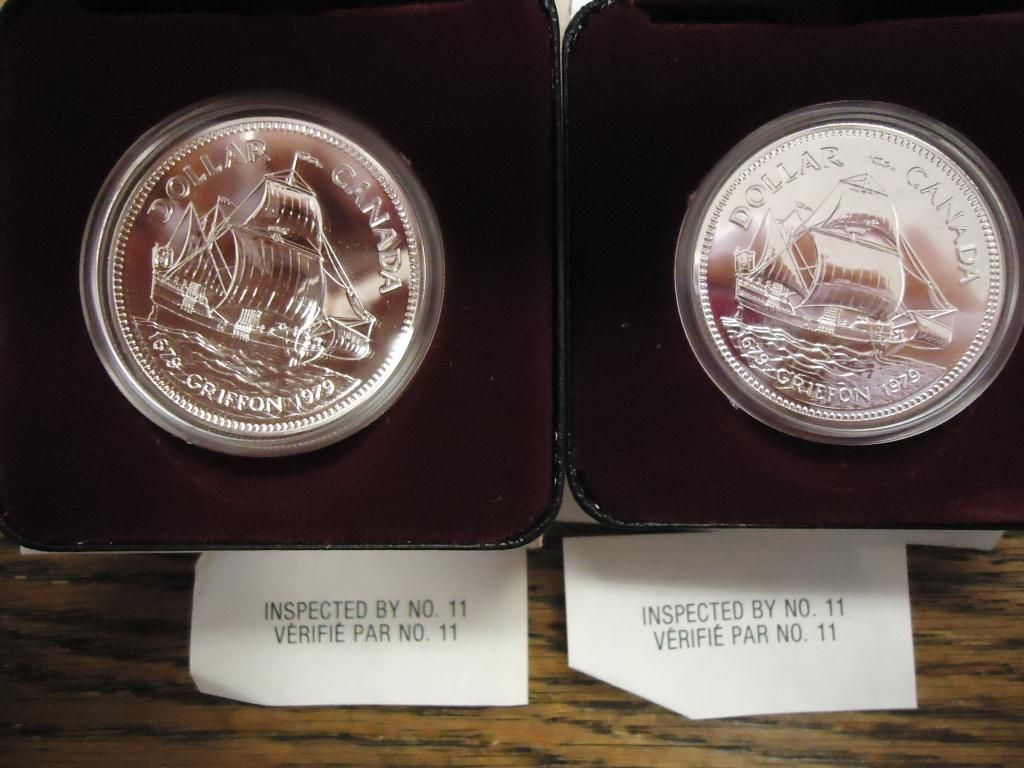 DOLLAR CANADA
1679 GRIFFON 1979
DOLLAR CANADA
1679 GRIFFON 1979
INSPECTED BY NO. 11
VÉRIFIÉ PAR NO. 11
INSPECTED BY NO. 11
VÉRIFIÉ PAR NO. 11